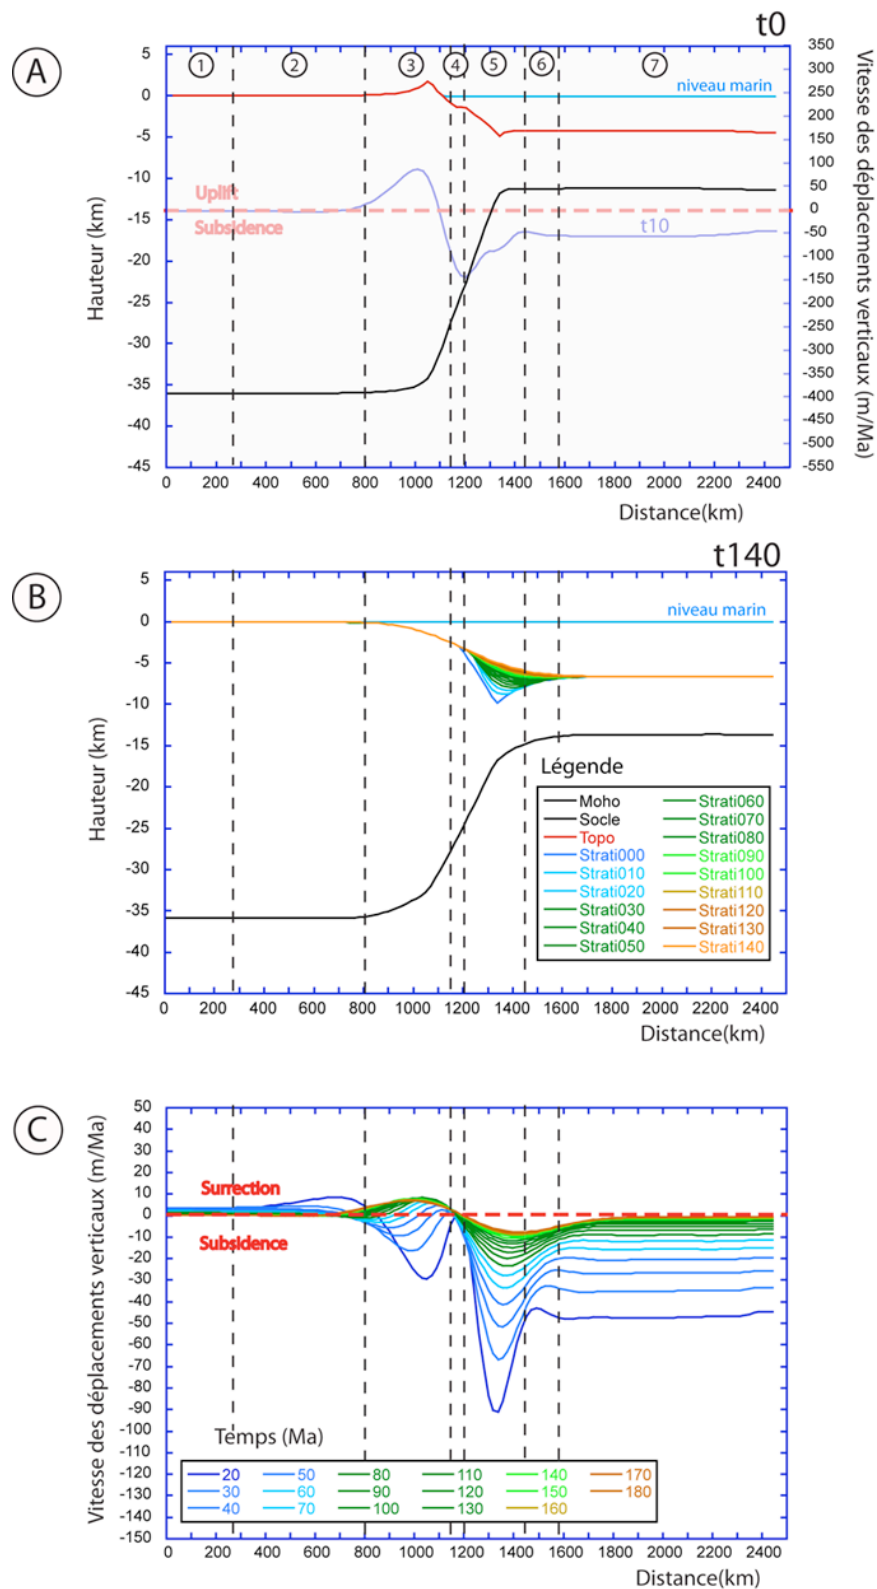 t0
A
1 2 3 4 5 6 7
niveau marin
Uplift
Subsidence
t10
Hauteur (km)
5
0
-5
-10
-15
-20
-25
-30
-35
-40
-45
350
300
250
200
150
100
50
0
-50
-100
-150
-200
-250
-300
-350
-400
-450
-500
-550
Vitesse des déplacements verticaux (m/Ma)
0 200 400 600 800 1000 1200 1400 1600 1800 2000 2200 2400
Distance(km)
t140
B
niveau marin
Hauteur (km)
5
0
-5
-10
-15
-20
-25
-30
-35
-40
-45
Légende
Moho Strati060
Socle Strati070
Topo Strati080
Strati000 Strati090
Strati010 Strati100
Strati020 Strati110
Strati030 Strati120
Strati040 Strati130
Strati050 Strati140
0 200 400 600 800 1000 1200 1400 1600 1800 2000 2200 2400
Distance(km)
C
Vitesse des déplacements verticaux (m/Ma)
50
40
30
20
10
0
-10
-20
-30
-40
-50
-60
-70
-80
-90
-100
-110
-120
-130
-140
-150
Surrection
Subsidence
Temps (Ma)
20 50 80 110 140 170
30 60 90 120 150 180
40 70 100 130 160
0 200 400 600 800 1000 1200 1400 1600 1800 2000 2200 2400
Distance(km)